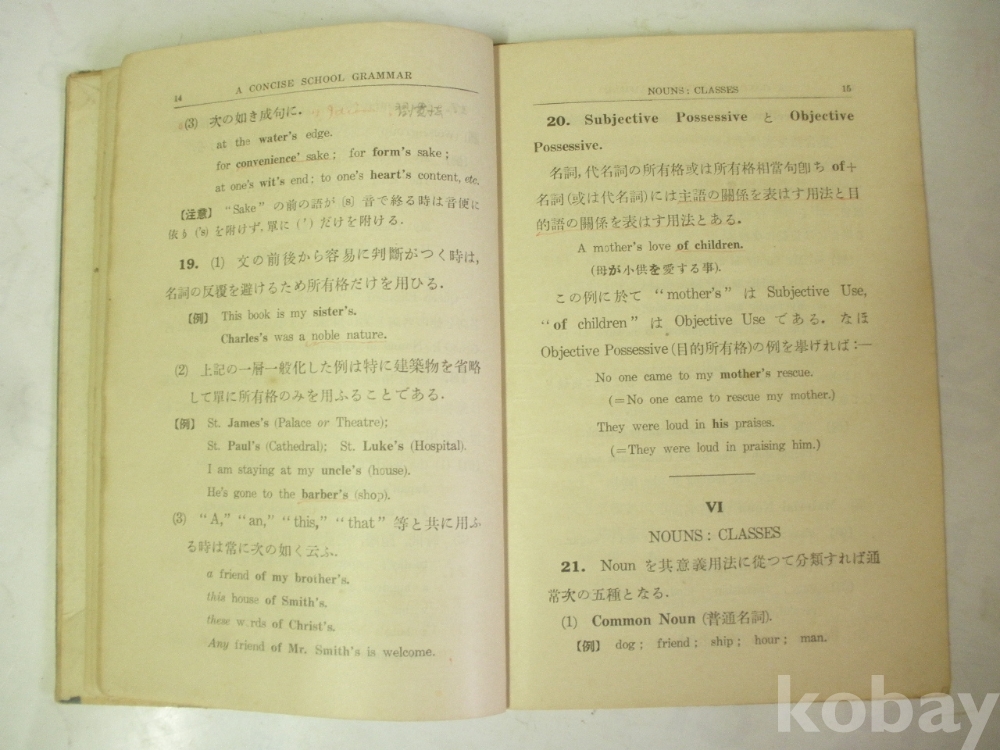 14
A CONCISE SCHOOL GRAMMAR
(3) 次の如き成句に.
at the water's edge.
for convenience' sake; for form's sake;
at one's wit's end; to one's heart's content, etc.
【注意】 "Sake" の前の語が [s] 音で終る時は音便に
依り ('s) を附けず, 單に (') だけを附ける.
19. (1) 文の前後から容易に判斷がつく時は,
名詞の反覆を避けるため所有格だけを用ひる.
【例】 This book is my sister's.
Charles's was a noble nature.
(2) 上記の一層一般化した例は特に建築物を省略
して單に所有格のみを用ふることである.
【例】 St. James's (Palace or Theatre);
St. Paul's (Cathedral); St. Luke's (Hospital).
I am staying at my uncle's (house).
He's gone to the barber's (shop).
(3) "A," "an," "this," "that" 等と共に用ふ
る時は常に次の如く云ふ.
a friend of my brother's.
this house of Smith's.
these words of Christ's.
Any friend of Mr. Smith's is welcome.
NOUNS; CLASSES
15
20. Subjective Possessive と Objective
Possessive.
名詞, 代名詞の所有格或は所有格相當句卽ち of+
名詞(或は代名詞)には主語の關係を表はす用法と目
的語の關係を表はす用法とある.
A mother's love of children.
(母が小供を愛する事).
この例に於て "mother's" は Subjective Use,
"of children" は Objective Use である. なほ
Objective Possessive (目的所有格)の例を擧げれば:—
No one came to my mother's rescue.
(=No one came to rescue my mother.)
They were loud in his praises.
(=They were loud in praising him.)
VI
NOUNS: CLASSES
21. Noun を其意義用法に從つて分類すれば通
常次の五種となる.
(1) Common Noun (普通名詞).
【例】 dog; friend; ship; hour; man.
kobay